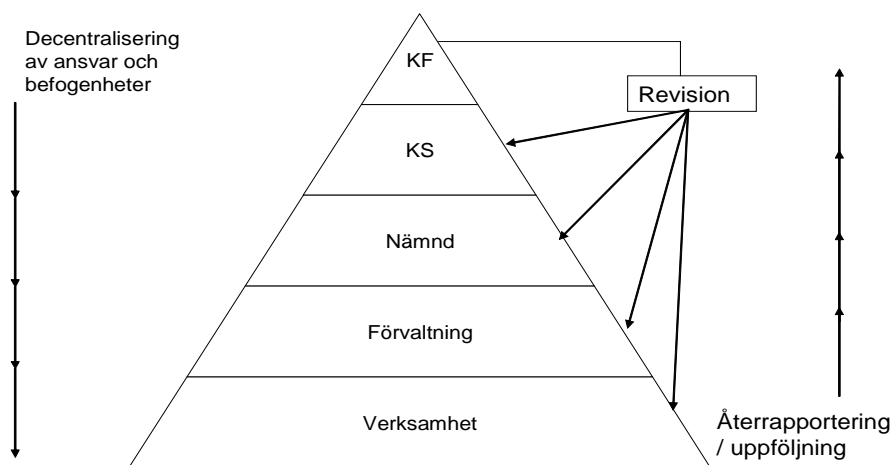 Decentralisering
av ansvar och
befogenheter
KF
Revision
KS
Nämnd
Förvaltning
Verksamhet
Återrapportering
/ uppföljning